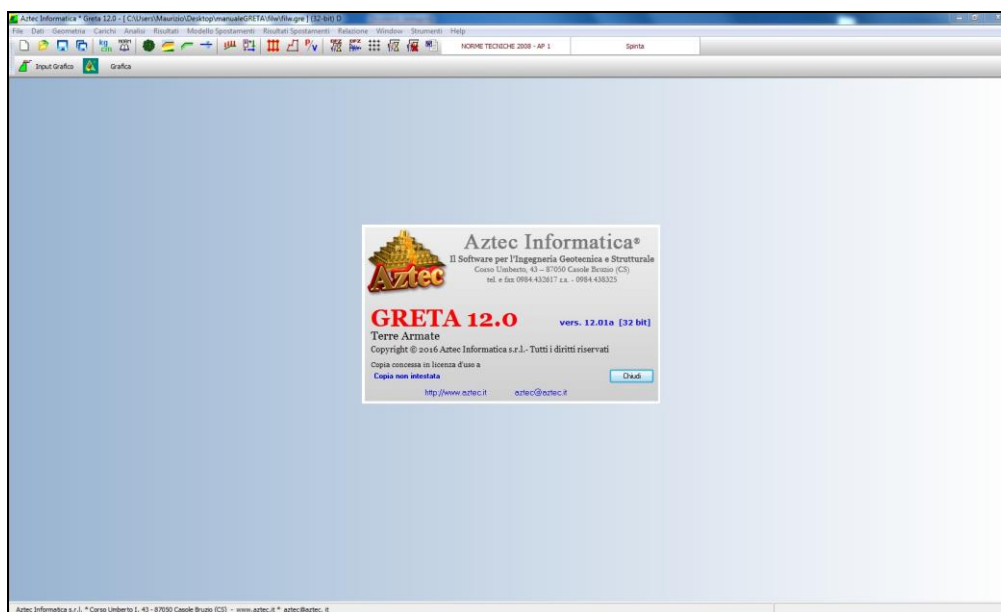 Aztec Informatica * Greta 12.0 - [ C:\Users\Maurizio\Desktop\manualeGRETA\filw\filw.gre ] (32-bit) D
File Dati Geometria Carichi Analisi Risultati Modello Spostamenti Risultati Spostamenti Relazione Window Strumenti Help
NORME TECNICHE 2008 - AP 1 Spinta
Input Grafico Grafica
Aztec Informatica®
Il Software per l'Ingegneria Geotecnica e Strutturale
Corso Umberto, 43 – 87050 Casole Bruzio (CS)
tel. e fax 0984.432617 r.a. - 0984.438325
Aztec
GRETA 12.0 vers. 12.01a [32 bit]
Terre Armate
Copyright © 2016 Aztec Informatica s.r.l.- Tutti i diritti riservati
Copia concessa in licenza d'uso a
Copia non intestata Chiudi
http://www.aztec.it aztec@aztec.it
Aztec Informatica s.r.l. * Corso Umberto I, 43 - 87050 Casole Bruzio (CS) - www.aztec.it * aztec@aztec.it